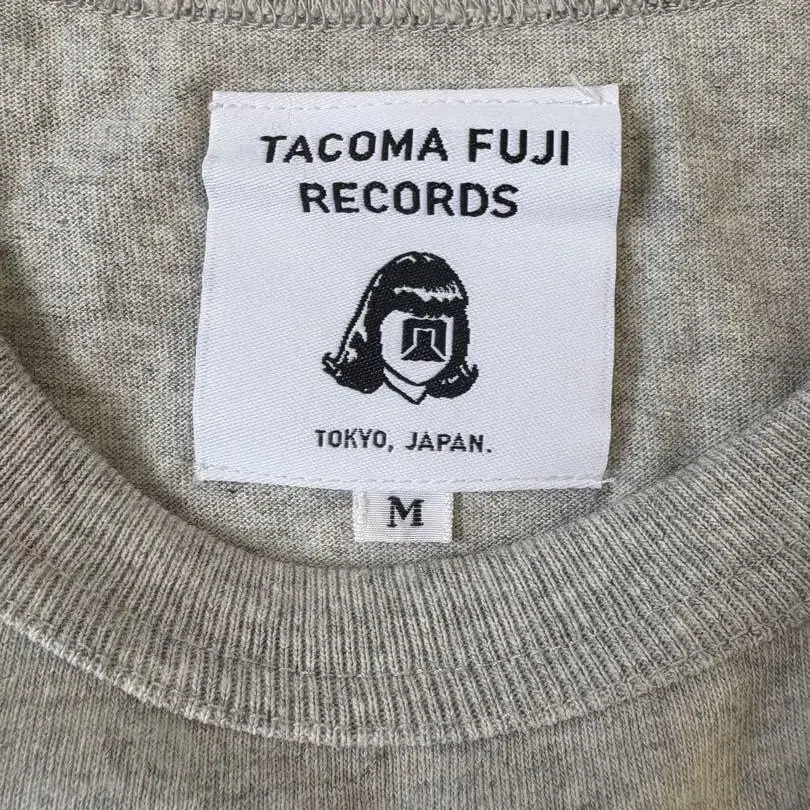 TACOMA FUJI
RECORDS
TOKYO, JAPAN.
M